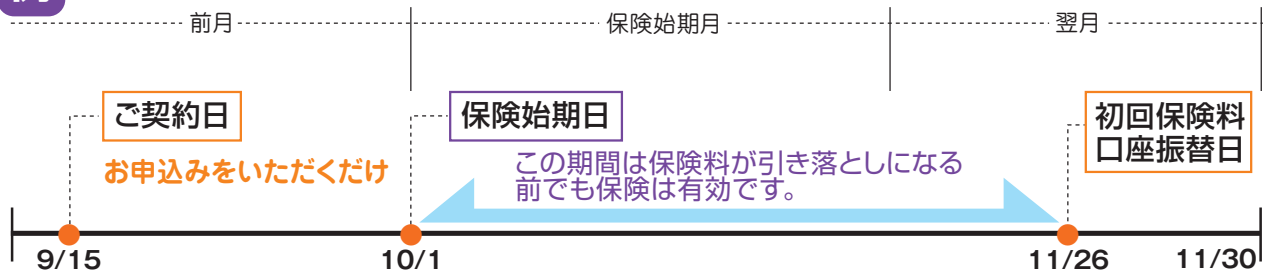 前月
保険始期月
翌月
ご契約日
お申込みをいただくだけ
保険始期日
この期間は保険料が引き落としになる
前でも保険は有効です。
初回保険料
口座振替日
9/15
10/1
11/26
11/30